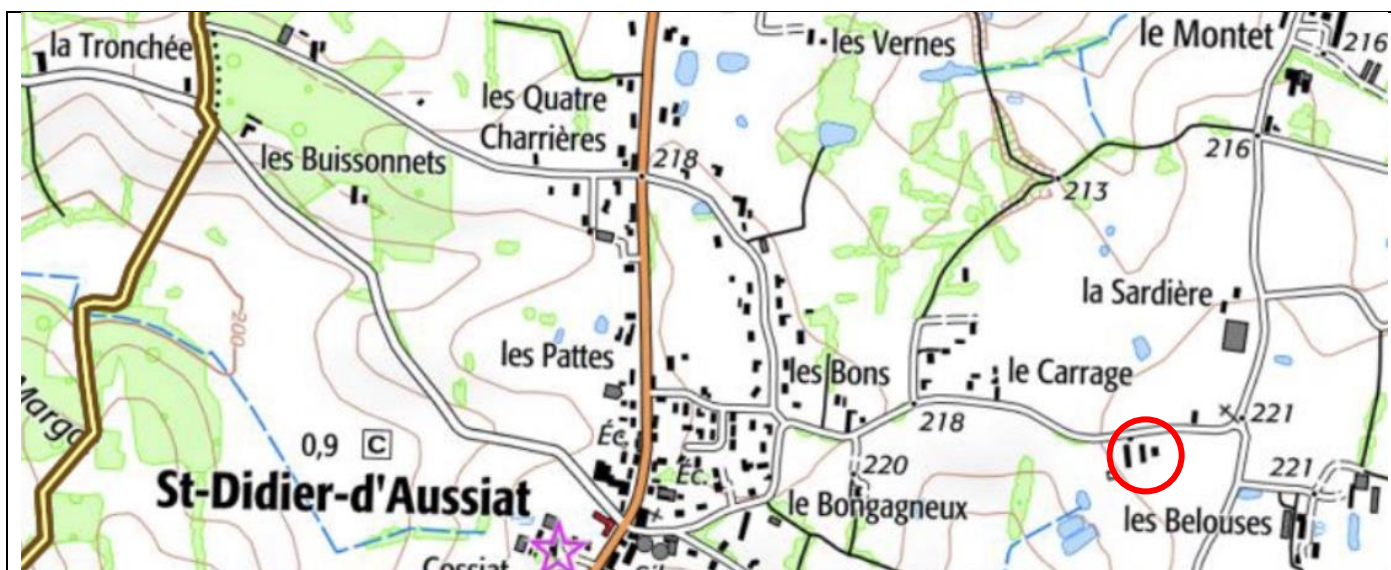 la Tronchée
les Vernes
le Montet
216
les Quatre
Charrières
les Buissonnets
218
216
213
la Sardière
200
les Pattes
les Bons
le Carrage
Marga
218
221
0,9 C
Éc.
Éc.
220
221
St-Didier-d'Aussiat
le Bongagneux
les Belouses
Cossiat